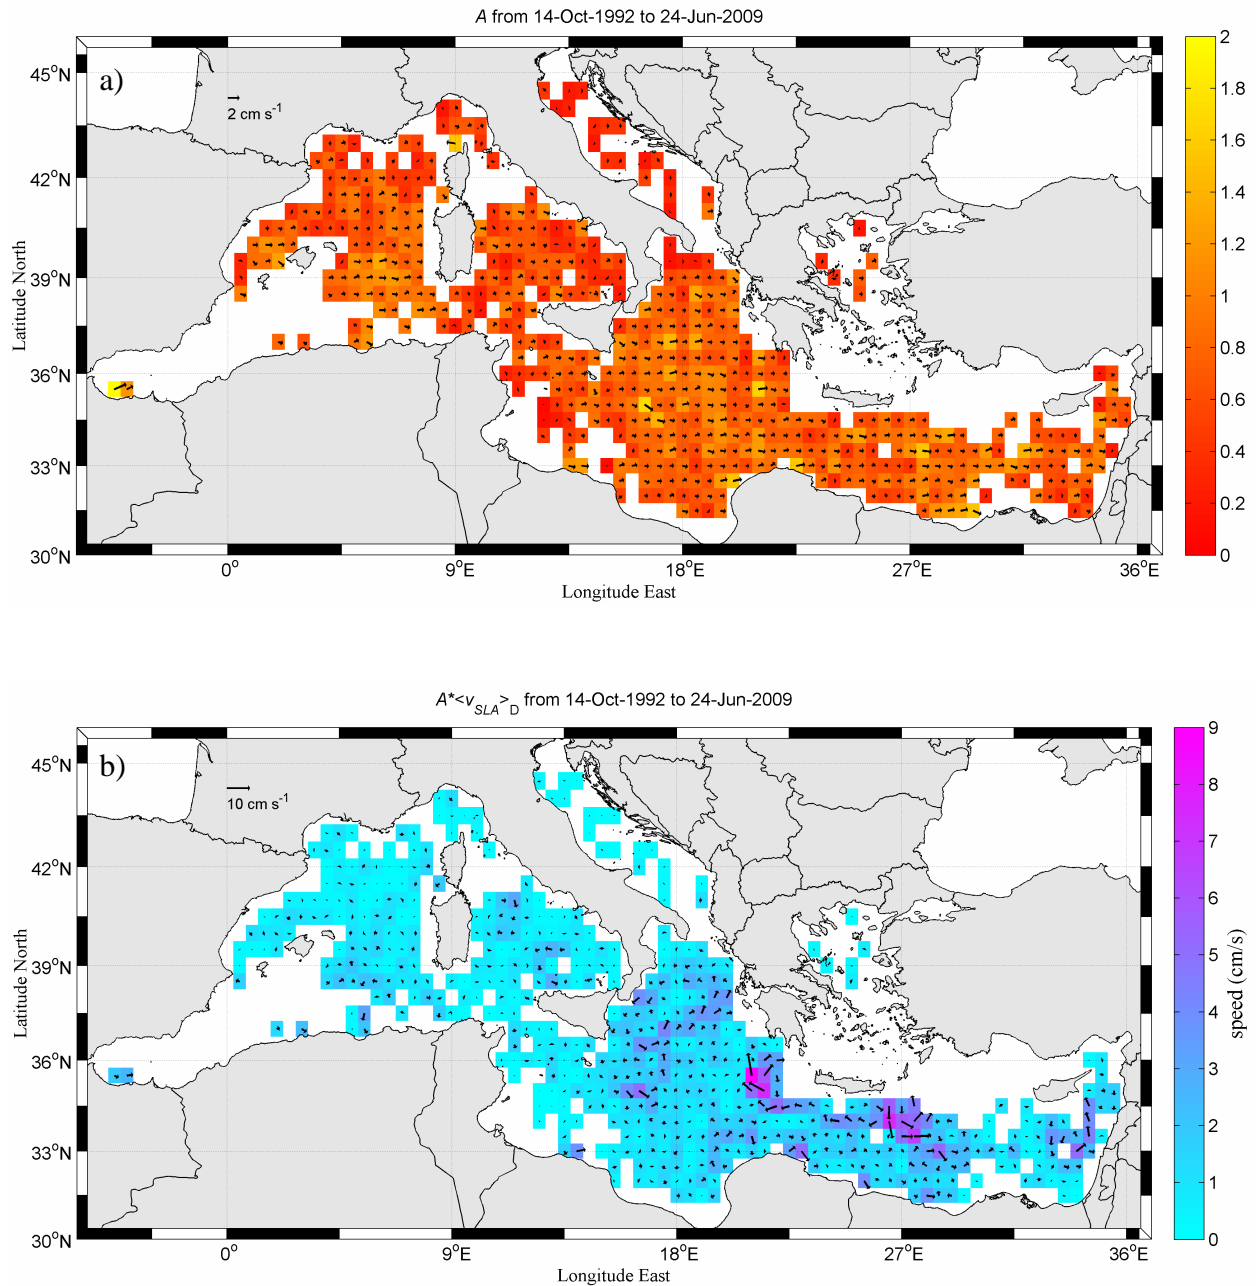 A from 14-Oct-1992 to 24-Jun-2009
a)
2 cm s-1
45°N
42°N
39°N
36°N
33°N
30°N
Latitude North
0°
9°E
18°E
27°E
36°E
Longitude East
2
1.8
1.6
1.4
1.2
1
0.8
0.6
0.4
0.2
0
A*<vSLA>D from 14-Oct-1992 to 24-Jun-2009
b)
10 cm s-1
45°N
42°N
39°N
36°N
33°N
30°N
Latitude North
0°
9°E
18°E
27°E
36°E
Longitude East
9
8
7
6
5
4
3
2
1
0
speed (cm/s)